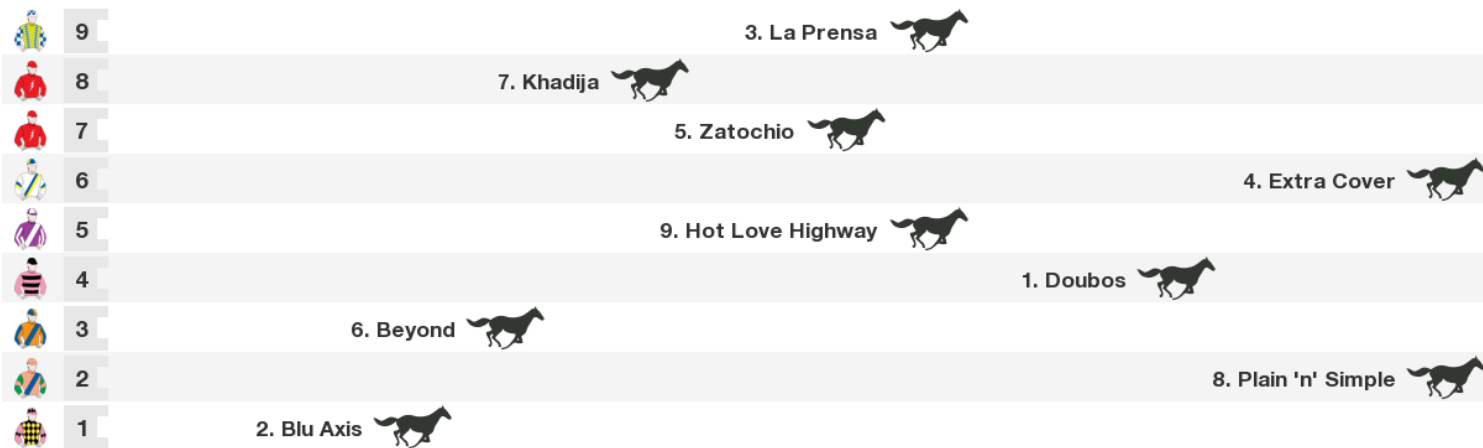 9 3. La Prensa
8 7. Khadija
7 5. Zatochio
6 4. Extra Cover
5 9. Hot Love Highway
4 1. Doubos
3 6. Beyond
2 8. Plain 'n' Simple
1 2. Blu Axis